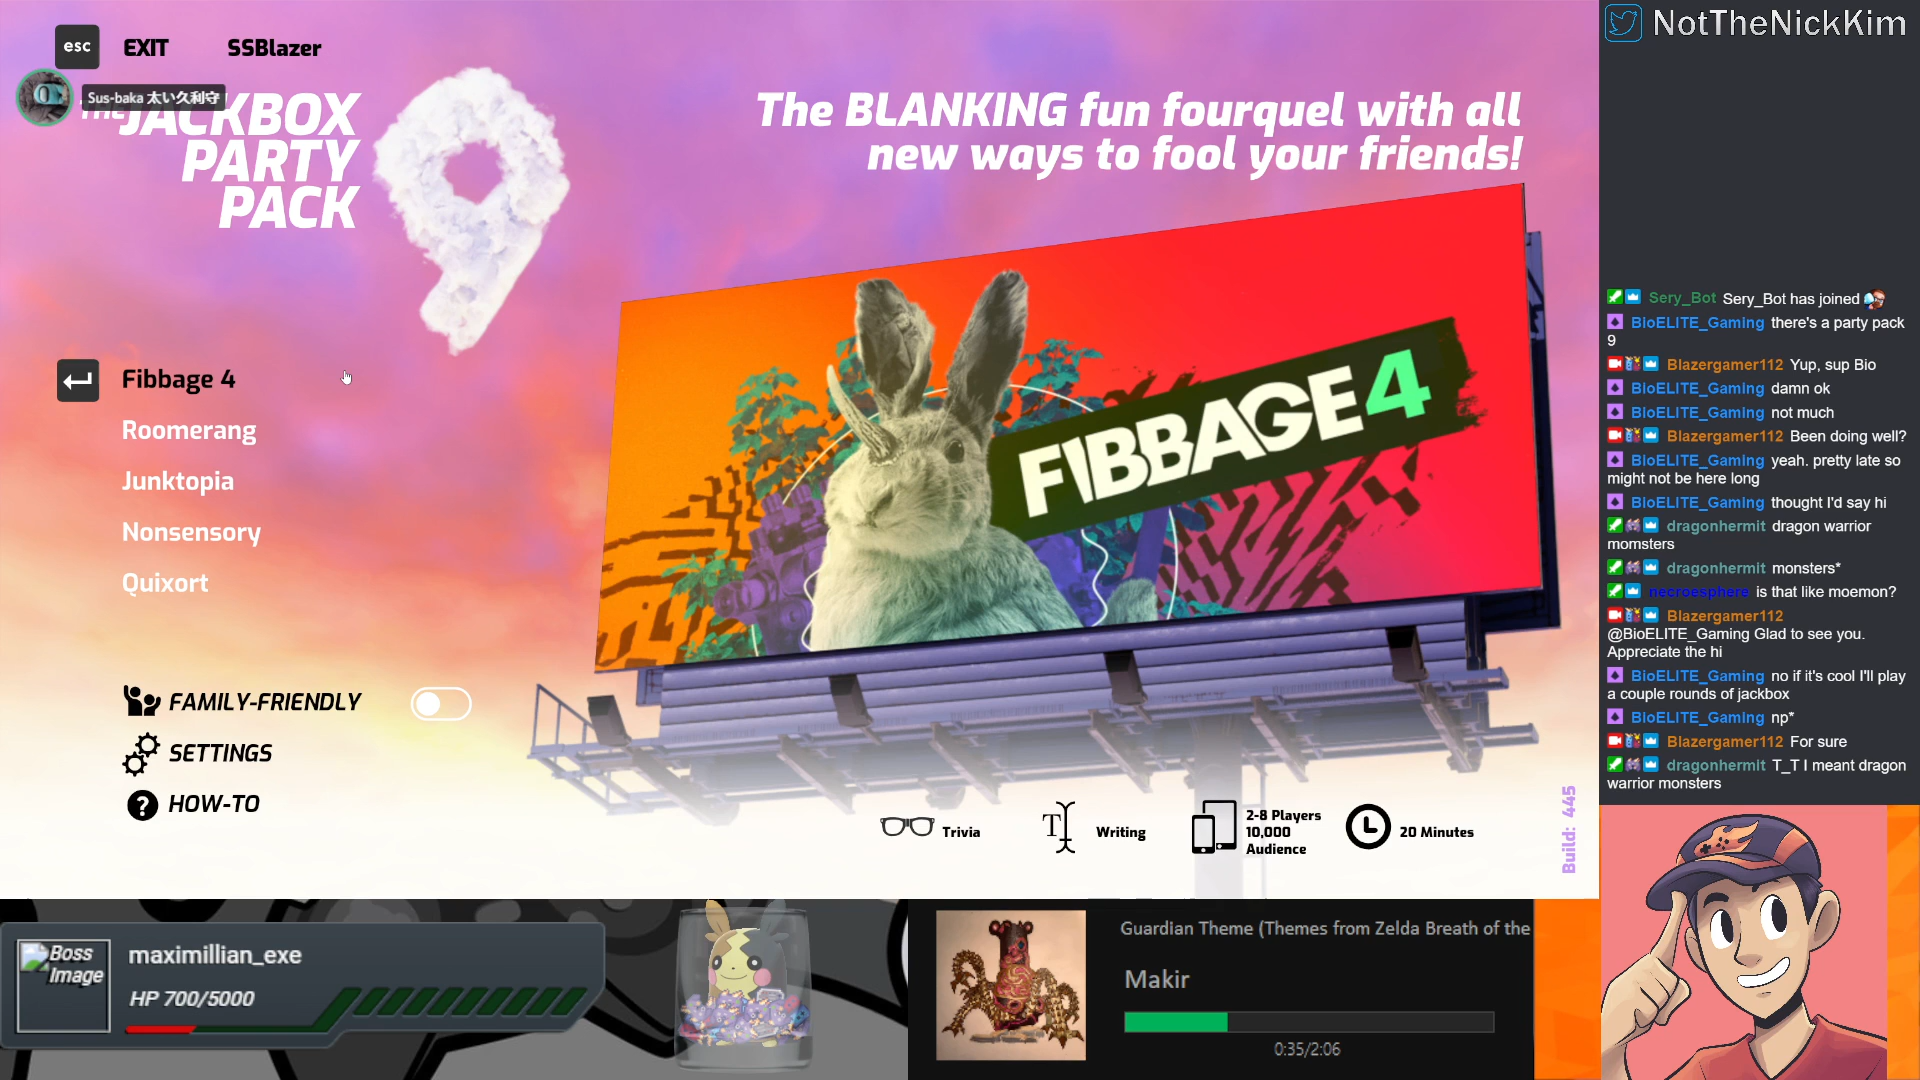 esc EXIT SSBlazer
Sus-baka 太い久利守
THE JACKBOX
PARTY
PACK
9
The BLANKING fun fourquel with all
new ways to fool your friends!
FIBBAGE 4
Fibbage 4
Roomerang
Junktopia
Nonsensory
Quixort
FAMILY-FRIENDLY
SETTINGS
? HOW-TO
Trivia
T Writing
2-8 Players
10,000
Audience
20 Minutes
Build: 445
NotTheNickKim
Sery_Bot Sery_Bot has joined
BioELITE_Gaming there's a party pack
9
Blazergamer112 Yup, sup Bio
BioELITE_Gaming damn ok
BioELITE_Gaming not much
Blazergamer112 Been doing well?
BioELITE_Gaming yeah. pretty late so
might not be here long
BioELITE_Gaming thought I'd say hi
dragonhermit dragon warrior
momsters
dragonhermit monsters*
necroesphere is that like moemon?
Blazergamer112
@BioELITE_Gaming Glad to see you.
Appreciate the hi
BioELITE_Gaming no if it's cool I'll play
a couple rounds of jackbox
BioELITE_Gaming np*
Blazergamer112 For sure
dragonhermit T_T I meant dragon
warrior monsters
Boss
Image
maximillian_exe
HP 700/5000
Guardian Theme (Themes from Zelda Breath of the
Makir
0:35/2:06